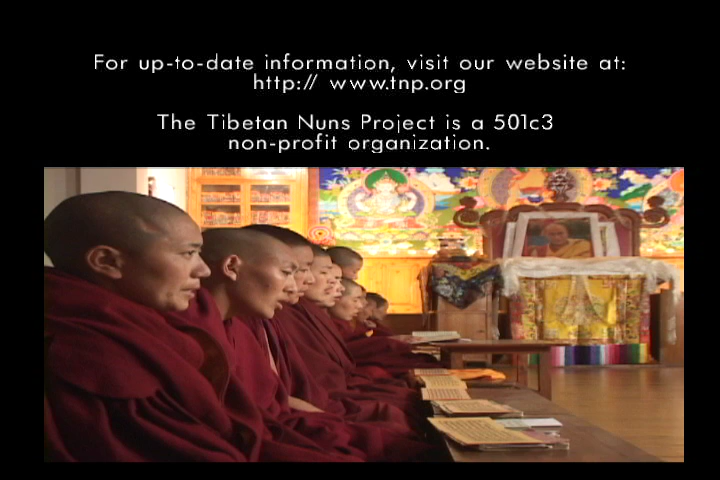 For up-to-date information, visit our website at:
http:// www.tnp.org
The Tibetan Nuns Project is a 501c3
non-profit organization.